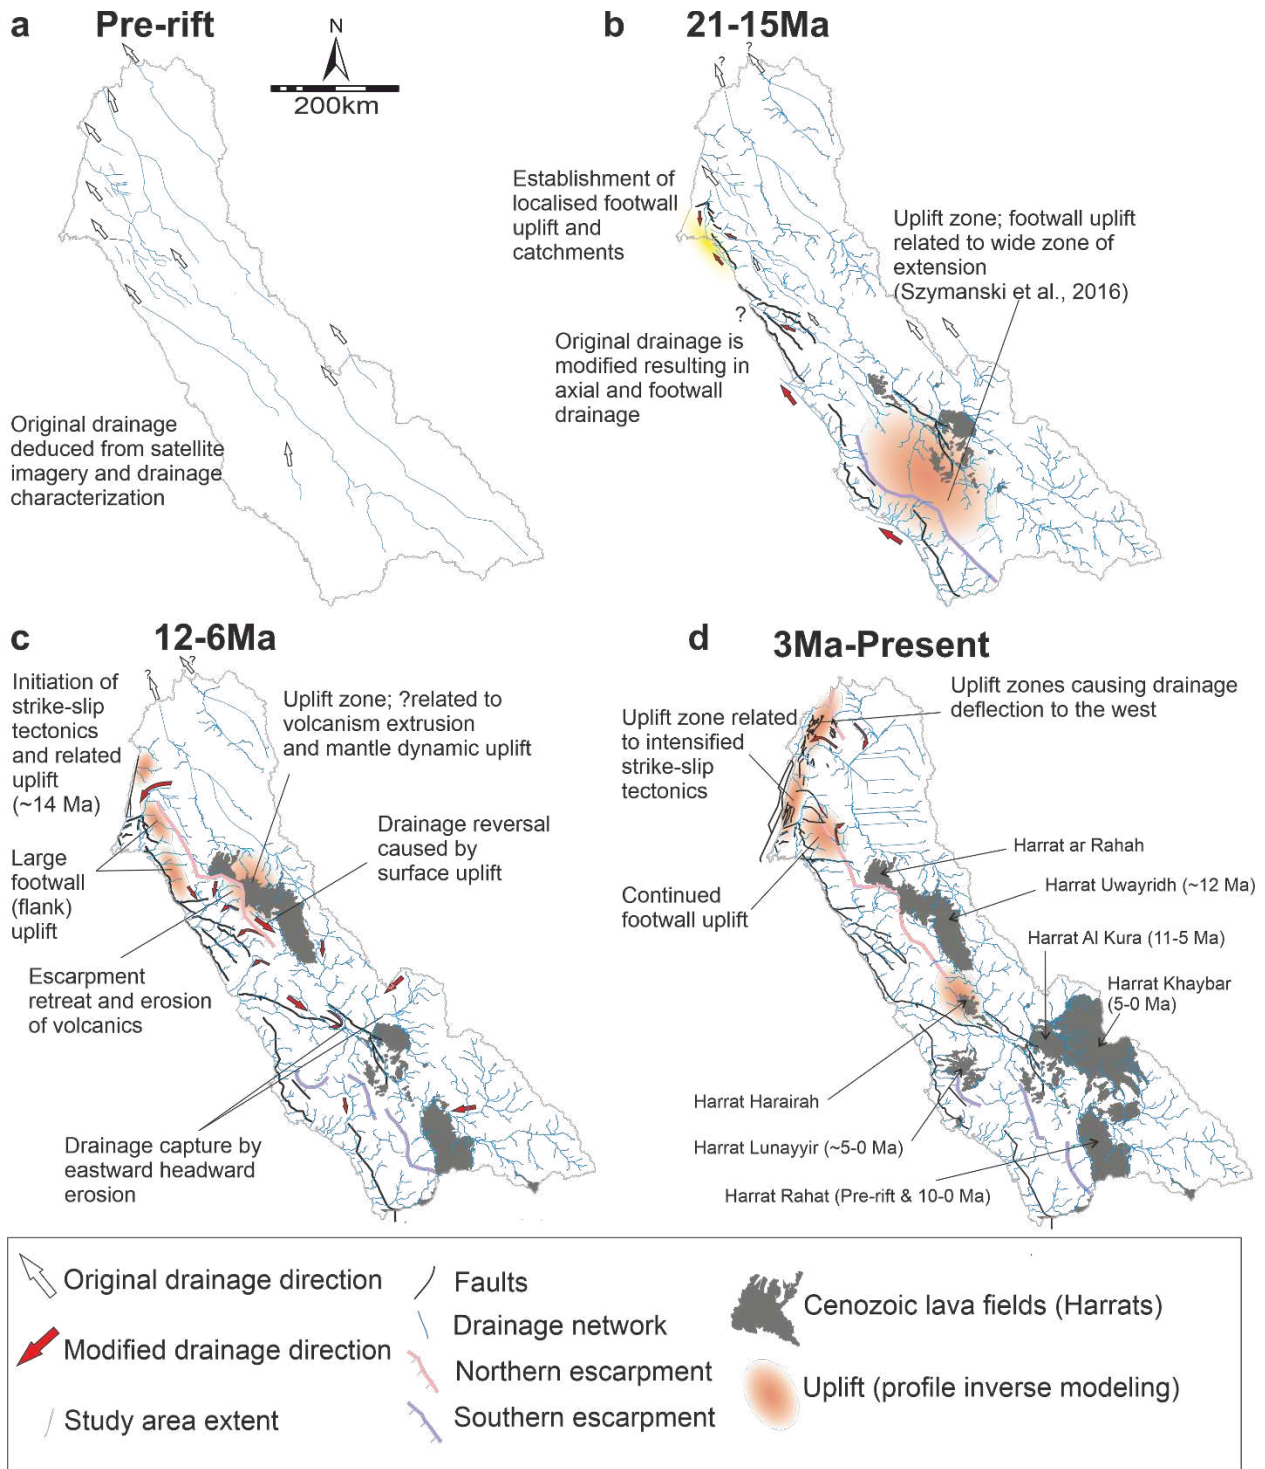 a Pre-rift
N
200km
Original drainage
deduced from satellite
imagery and drainage
characterization
b 21-15Ma
?
?
Establishment of
localised footwall
uplift and
catchments
Uplift zone; footwall uplift
related to wide zone of
extension
(Szymanski et al., 2016)
?
Original drainage is
modified resulting in
axial and footwall
drainage
c 12-6Ma
?
?
Initiation of
strike-slip
tectonics
and related
uplift
(~14 Ma)
Uplift zone; ?related to
volcanism extrusion
and mantle dynamic uplift
Drainage reversal
caused by
surface uplift
Large
footwall
(flank)
uplift
Escarpment
retreat and erosion
of volcanics
Drainage capture by
eastward headward
erosion
d 3Ma-Present
Uplift zones causing drainage
deflection to the west
Uplift zone related
to intensified
strike-slip
tectonics
Continued
footwall uplift
Harrat ar Rahah
Harrat Uwayridh (~12 Ma)
Harrat Al Kura (11-5 Ma)
Harrat Khaybar
(5-0 Ma)
Harrat Harairah
Harrat Lunayyir (~5-0 Ma)
Harrat Rahat (Pre-rift & 10-0 Ma)
Original drainage direction
Modified drainage direction
Study area extent
Faults
Drainage network
Northern escarpment
Southern escarpment
Cenozoic lava fields (Harrats)
Uplift (profile inverse modeling)